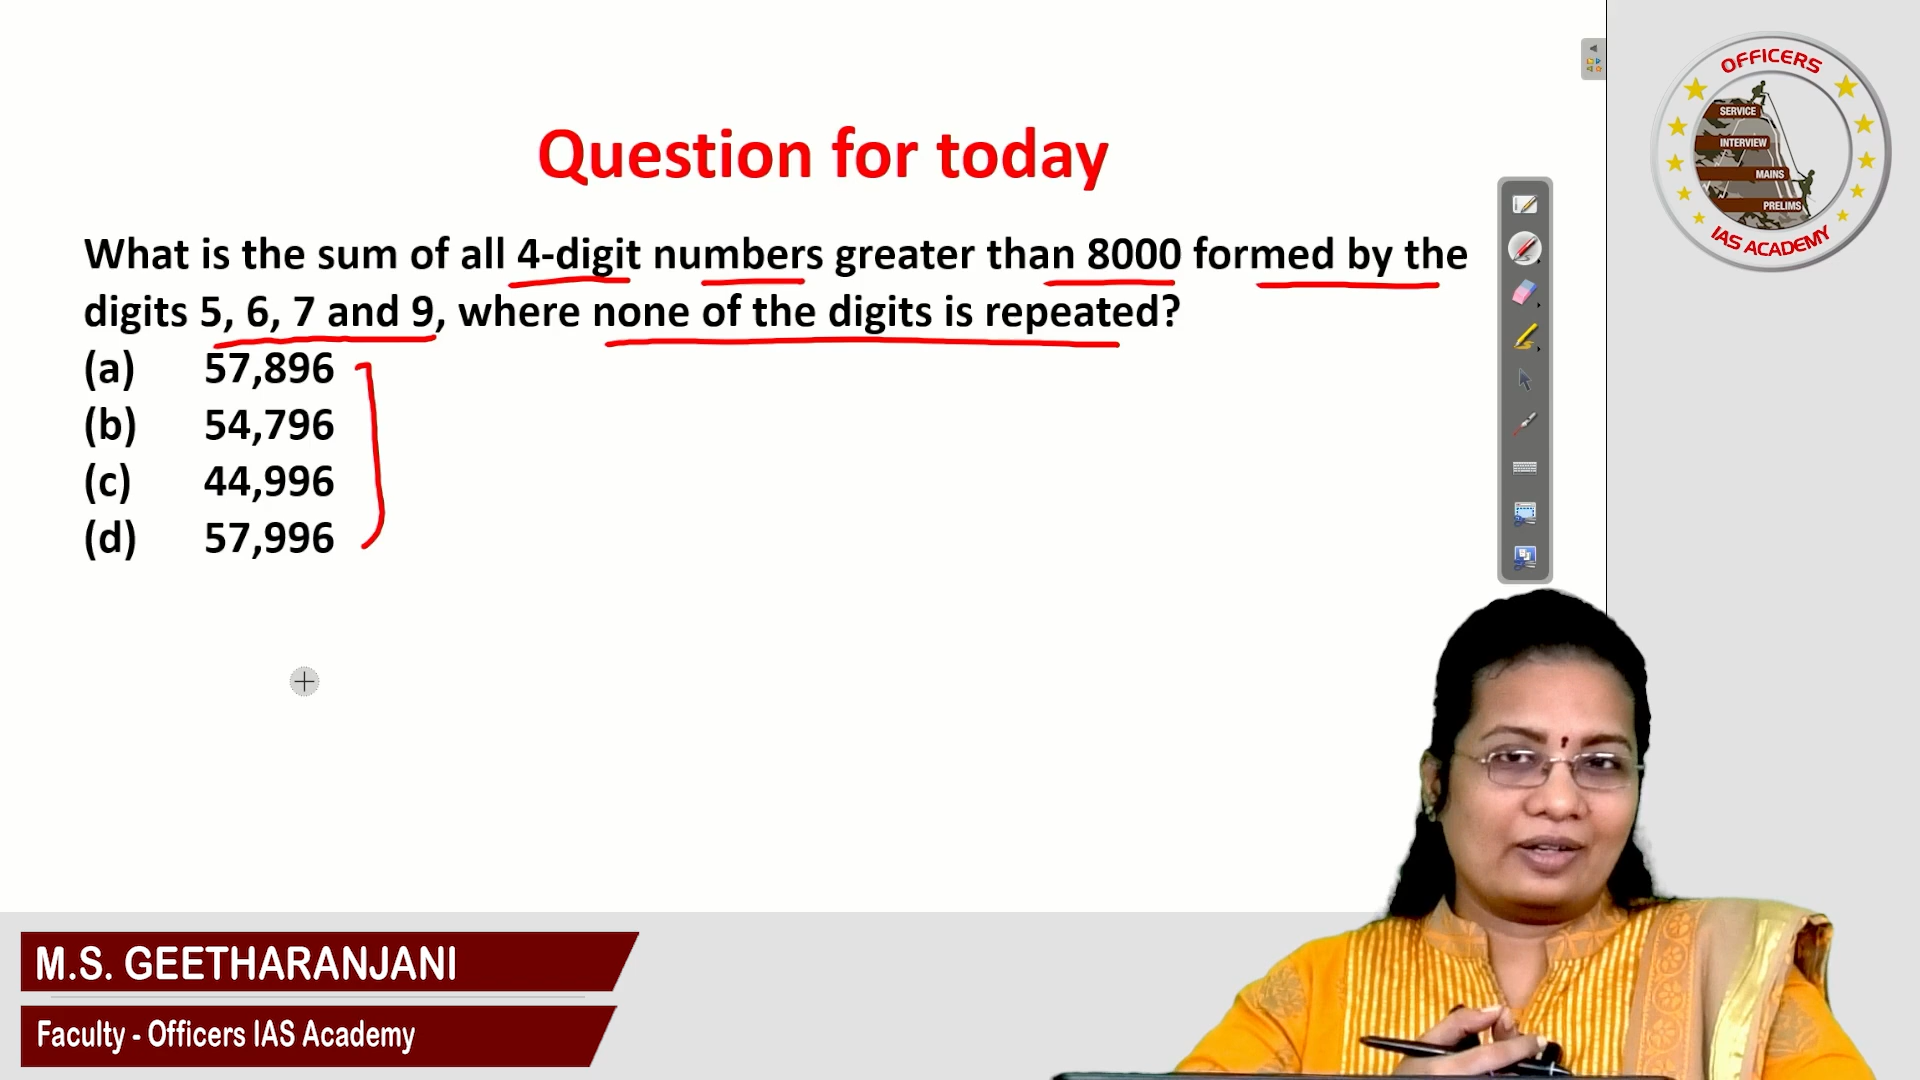 Question for today
What is the sum of all 4-digit numbers greater than 8000 formed by the
digits 5, 6, 7 and 9, where none of the digits is repeated?
(a) 57,896
(b) 54,796
(c) 44,996
(d) 57,996
OFFICERS
SERVICE
INTERVIEW
MAINS
PRELIMS
IAS ACADEMY
M.S. GEETHARANJANI
Faculty - Officers IAS Academy